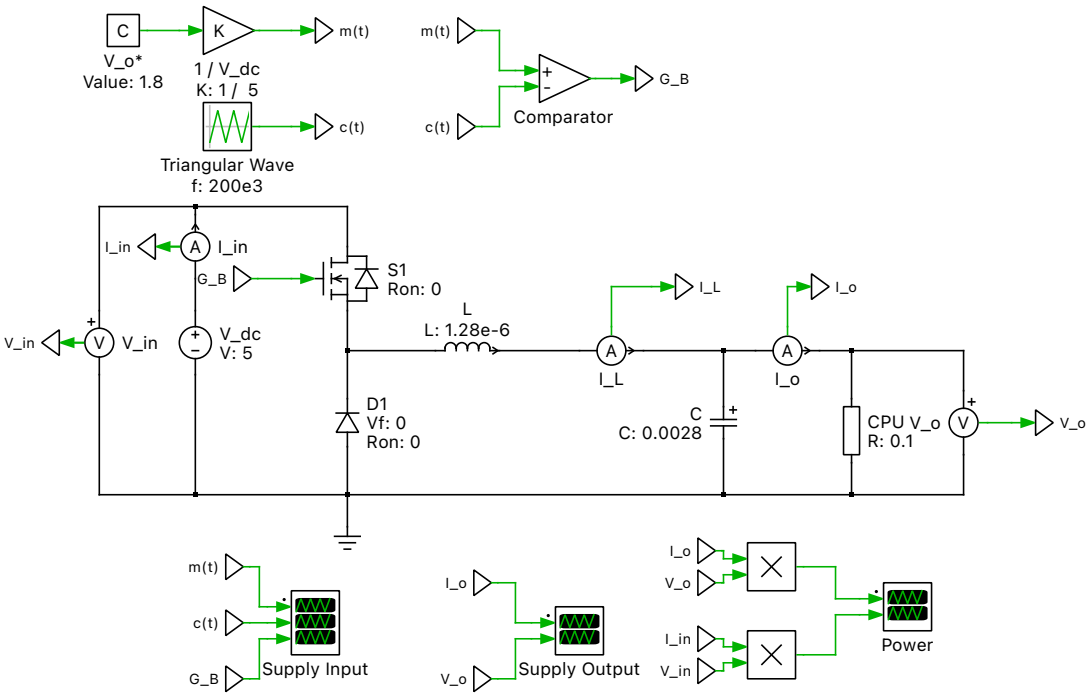 C
V_o*
Value: 1.8
K
1 / V_dc
K: 1 / 5
m(t)
m(t)
c(t)
+
-
Comparator
G_B
c(t)
Triangular Wave
f: 200e3
I_in
A
I_in
G_B
S1
Ron: 0
V_in
+
V
V_in
+
−
V_dc
V: 5
L
L: 1.28e-6
I_L
A
I_L
I_o
A
I_o
D1
Vf: 0
Ron: 0
C
C: 0.0028
+
CPU
R: 0.1
V_o
+
V
V_o
m(t)
c(t)
G_B
Supply Input
I_o
V_o
Supply Output
I_o
V_o
I_in
V_in
×
×
Power